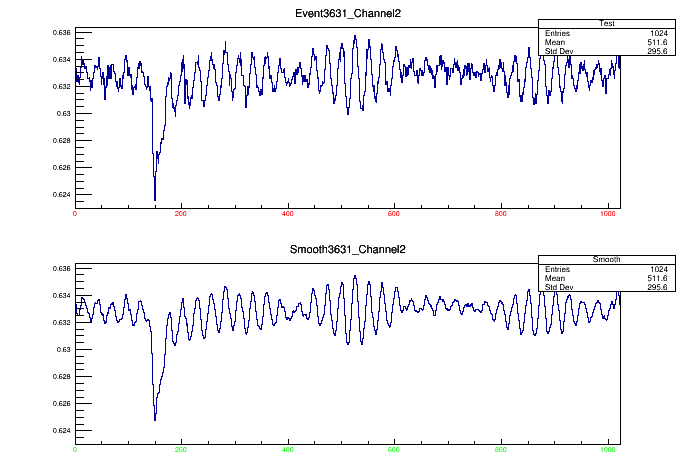 Event3631_Channel2
Test
Entries 1024
Mean 511.6
Std Dev 295.6
0.636
0.634
0.632
0.63
0.628
0.626
0.624
0 200 400 600 800 1000
Smooth3631_Channel2
Smooth
Entries 1024
Mean 511.6
Std Dev 295.6
0.636
0.634
0.632
0.63
0.628
0.626
0.624
0 200 400 600 800 1000